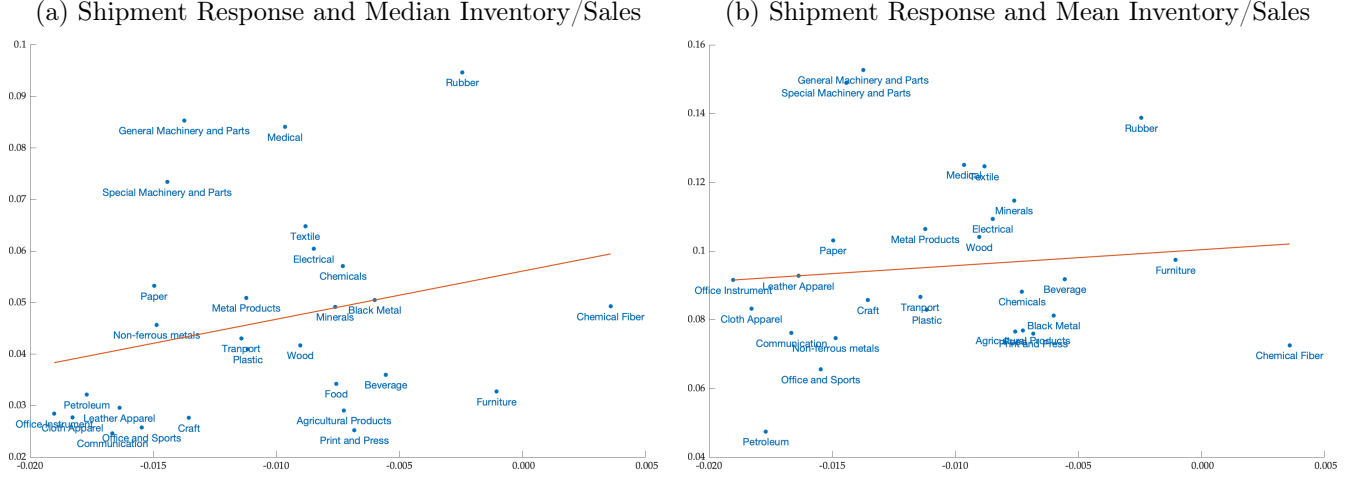 (a) Shipment Response and Median Inventory/Sales
0.1
0.09
0.08
0.07
0.06
0.05
0.04
0.03
0.02
-0.020
-0.015
-0.010
-0.005
0.000
0.005
Rubber
General Machinery and Parts
Medical
Special Machinery and Parts
Textile
Electrical
Chemicals
Paper
Metal Products
Black Metal
Minerals
Chemical Fiber
Non-ferrous metals
Tranport
Plastic
Wood
Food
Beverage
Furniture
Petroleum
Leather Apparel
Agricultural Products
Office Instrument
Cloth Apparel
Craft
Office and Sports
Communication
Print and Press
(b) Shipment Response and Mean Inventory/Sales
0.16
0.14
0.12
0.1
0.08
0.06
0.04
-0.020
-0.015
-0.010
-0.005
0.000
0.005
General Machinery and Parts
Special Machinery and Parts
Rubber
Medical
Textile
Minerals
Electrical
Metal Products
Wood
Paper
Furniture
Leather Apparel
Office Instrument
Beverage
Chemicals
Tranport
Craft
Plastic
Cloth Apparel
Black Metal
Communication
Agricultural Products
Print and Press
Non-ferrous metals
Chemical Fiber
Office and Sports
Petroleum